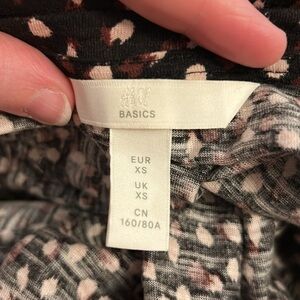 H&M
BASICS
EUR
XS
UK
XS
CN
160/80A